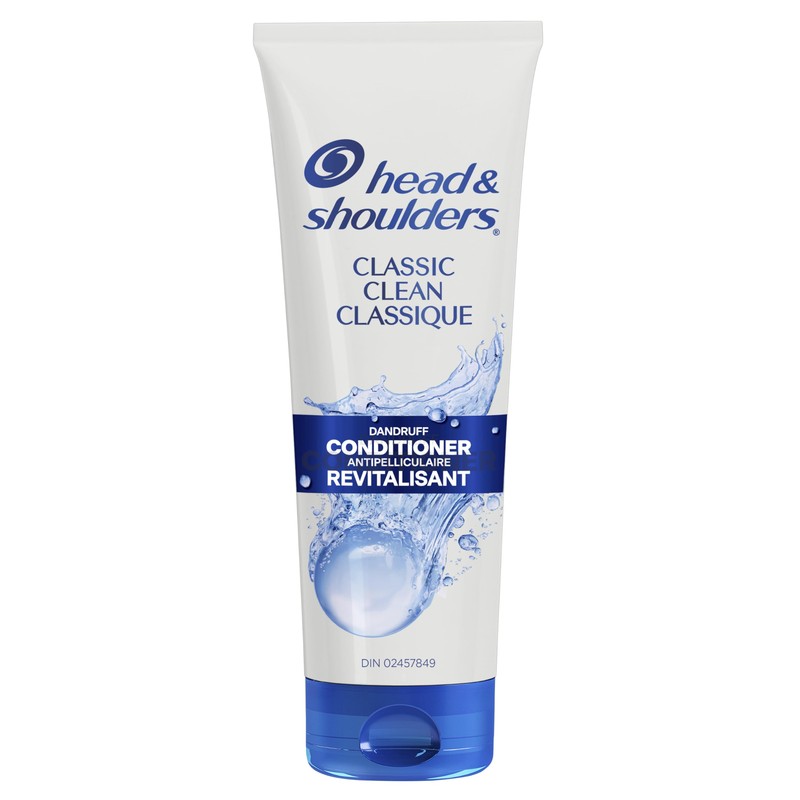 head &
shoulders®
CLASSIC
CLEAN
CLASSIQUE
DANDRUFF
CONDITIONER
ANTIPELLICULAIRE
REVITALISANT
DIN 02457849